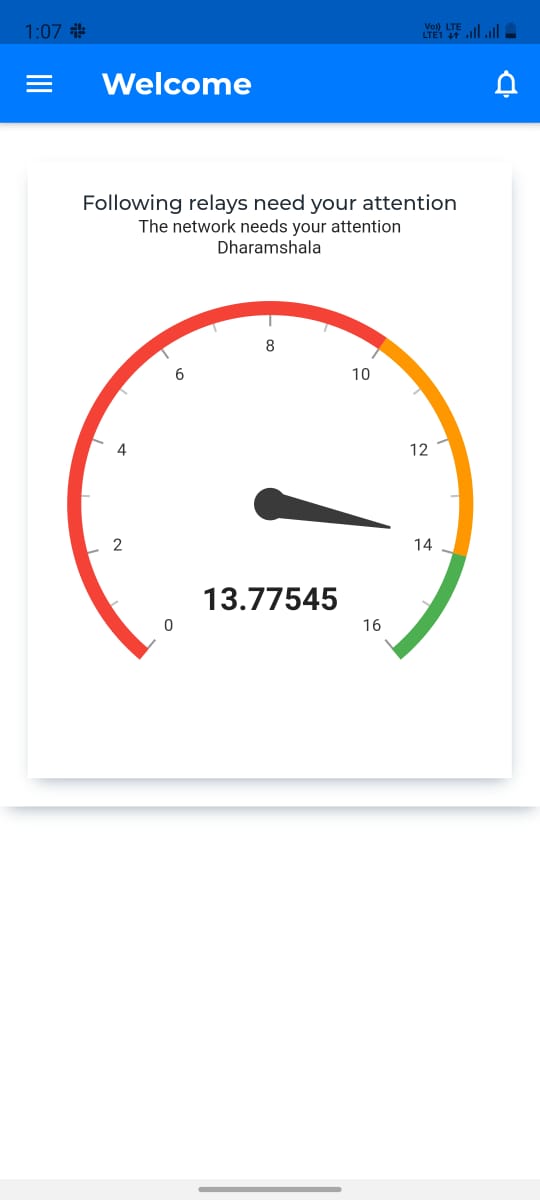 1:07
Vo)) LTE
LTE1
Welcome
Following relays need your attention
The network needs your attention
Dharamshala
8
6
10
4
12
2
14
13.77545
0
16